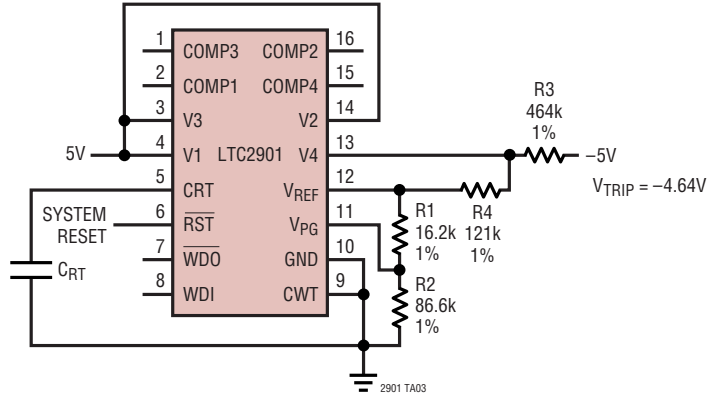 1 COMP3 COMP2 16
2 COMP1 COMP4 15
3 V3 V2 14
5V 4 V1 LTC2901 V4 13
5 CRT VREF 12
SYSTEM RESET 6 RST VPG 11
7 WDO GND 10
8 WDI CWT 9
CRT
R3
464k
1%
–5V
VTRIP = –4.64V
R4
121k
1%
R1
16.2k
1%
R2
86.6k
1%
2901 TA03